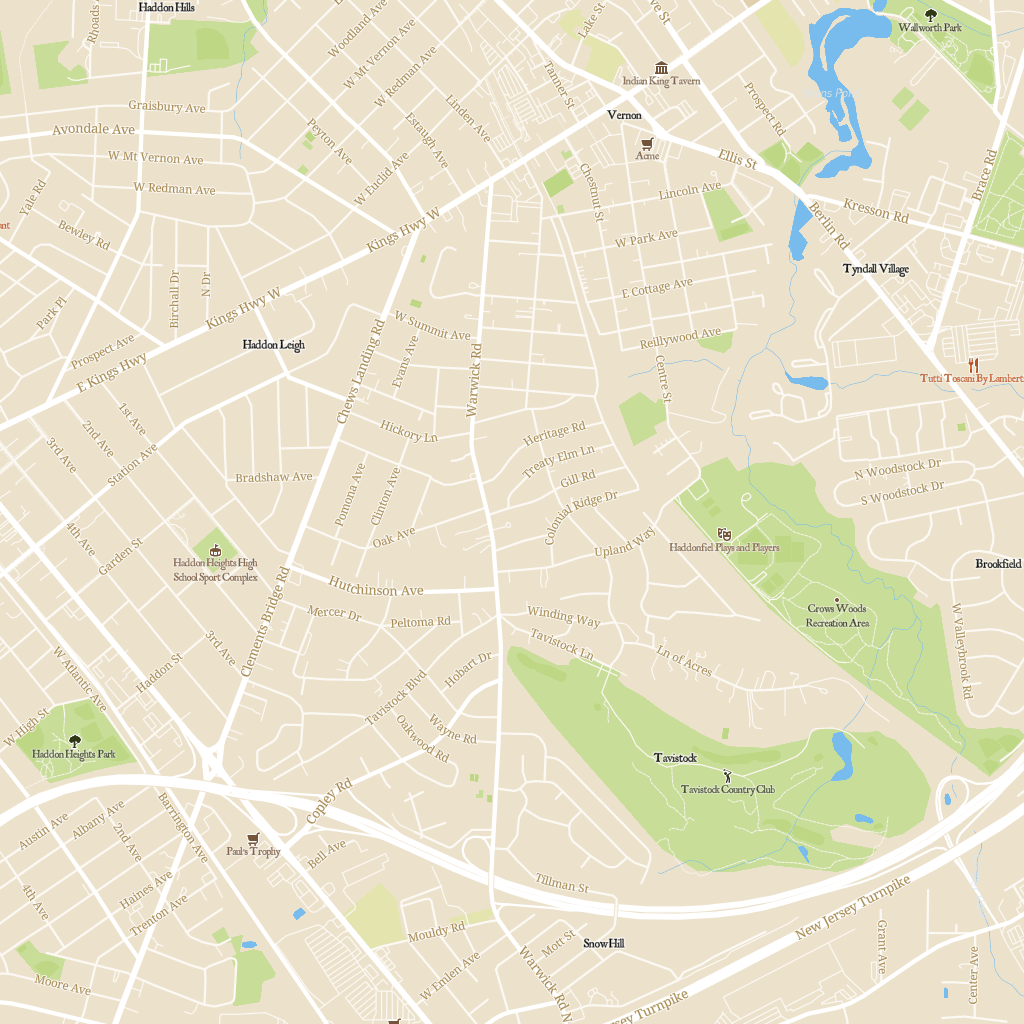 Haddon Hills
Rhoads
Woodland Ave
W Mt Vernon Ave
W Redman Ave
Lake St
Ave St
Wallworth Park
Indian King Tavern
Tanner St
Graisbury Ave
Avondale Ave
Peyton Ave
Linden Ave
Estaugh Ave
Vernon
Prospect Rd
Acme
Ellis St
W Mt Vernon Ave
W Redman Ave
W Euclid Ave
Chestnut St
Lincoln Ave
Brace Rd
Kresson Rd
Berlin Rd
Yale Rd
Bewley Rd
Kings Hwy W
W Park Ave
Tyndall Village
Birchall Dr
N Dr
Park Pl
Kings Hwy W
E Cottage Ave
W Summit Ave
Reillywood Ave
Haddon Leigh
Prospect Ave
E Kings Hwy
Chews Landing Rd
Evans Ave
Warwick Rd
Centre St
Tutti Toscani By Lambert
1st Ave
2nd Ave
3rd Ave
Station Ave
Hickory Ln
Heritage Rd
Treaty Elm Ln
Gill Rd
Colonial Ridge Dr
Bradshaw Ave
Pomona Ave
Clinton Ave
N Woodstock Dr
S Woodstock Dr
4th Ave
Garden St
Oak Ave
Upland Way
Haddonfiel Plays and Players
Haddon Heights High
School Sport Complex
Brookfield
Hutchinson Ave
Mercer Dr
Peltoma Rd
Winding Way
Crows Woods
Recreation Area
Clements Bridge Rd
Tavistock Ln
Ln of Acres
W Valleybrook Rd
3rd Ave
Haddon St
W Atlantic Ave
Hobart Dr
Tavistock Blvd
W High St
Haddon Heights Park
Wayne Rd
Oakwood Rd
Tavistock
Tavistock Country Club
Copley Rd
Austin Ave
Albany Ave
2nd Ave
Barrington Ave
Paul's Trophy
Bell Ave
Haines Ave
Trenton Ave
4th Ave
Tillman St
New Jersey Turnpike
Mouldy Rd
Mott St
Snow Hill
Grant Ave
Center Ave
Moore Ave
W Emlen Ave
Warwick Rd N
Turnpike